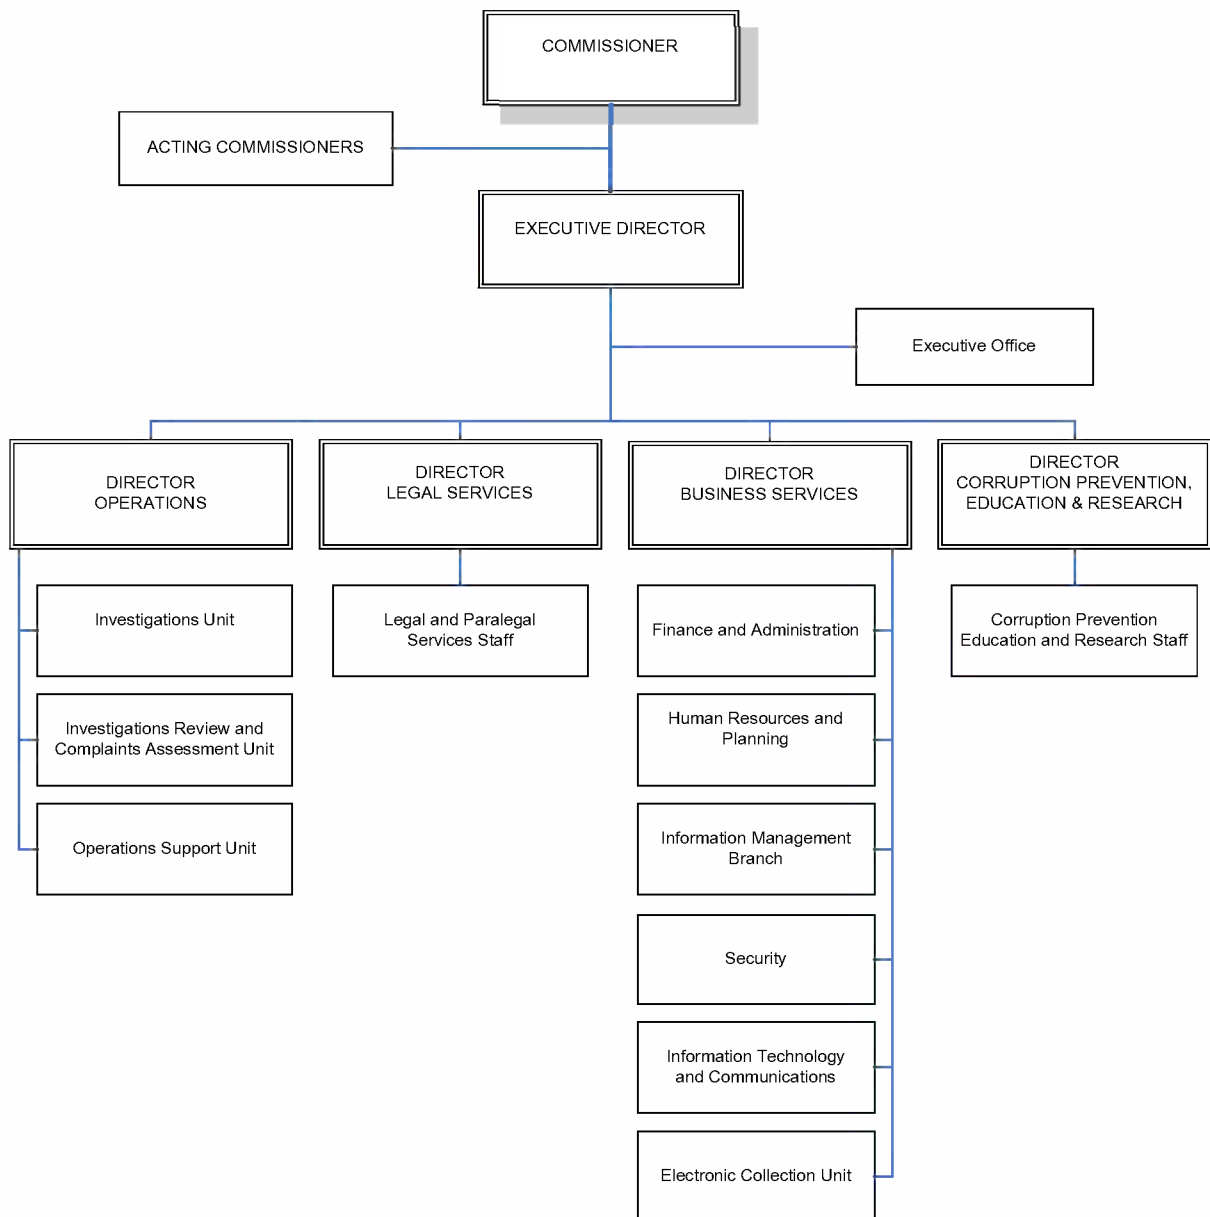 COMMISSIONER
ACTING COMMISSIONERS
EXECUTIVE DIRECTOR
Executive Office
DIRECTOR
OPERATIONS
DIRECTOR
LEGAL SERVICES
DIRECTOR
BUSINESS SERVICES
DIRECTOR
CORRUPTION PREVENTION,
EDUCATION & RESEARCH
Investigations Unit
Investigations Review and
Complaints Assessment Unit
Operations Support Unit
Legal and Paralegal
Services Staff
Finance and Administration
Human Resources and
Planning
Information Management
Branch
Security
Information Technology
and Communications
Electronic Collection Unit
Corruption Prevention
Education and Research Staff